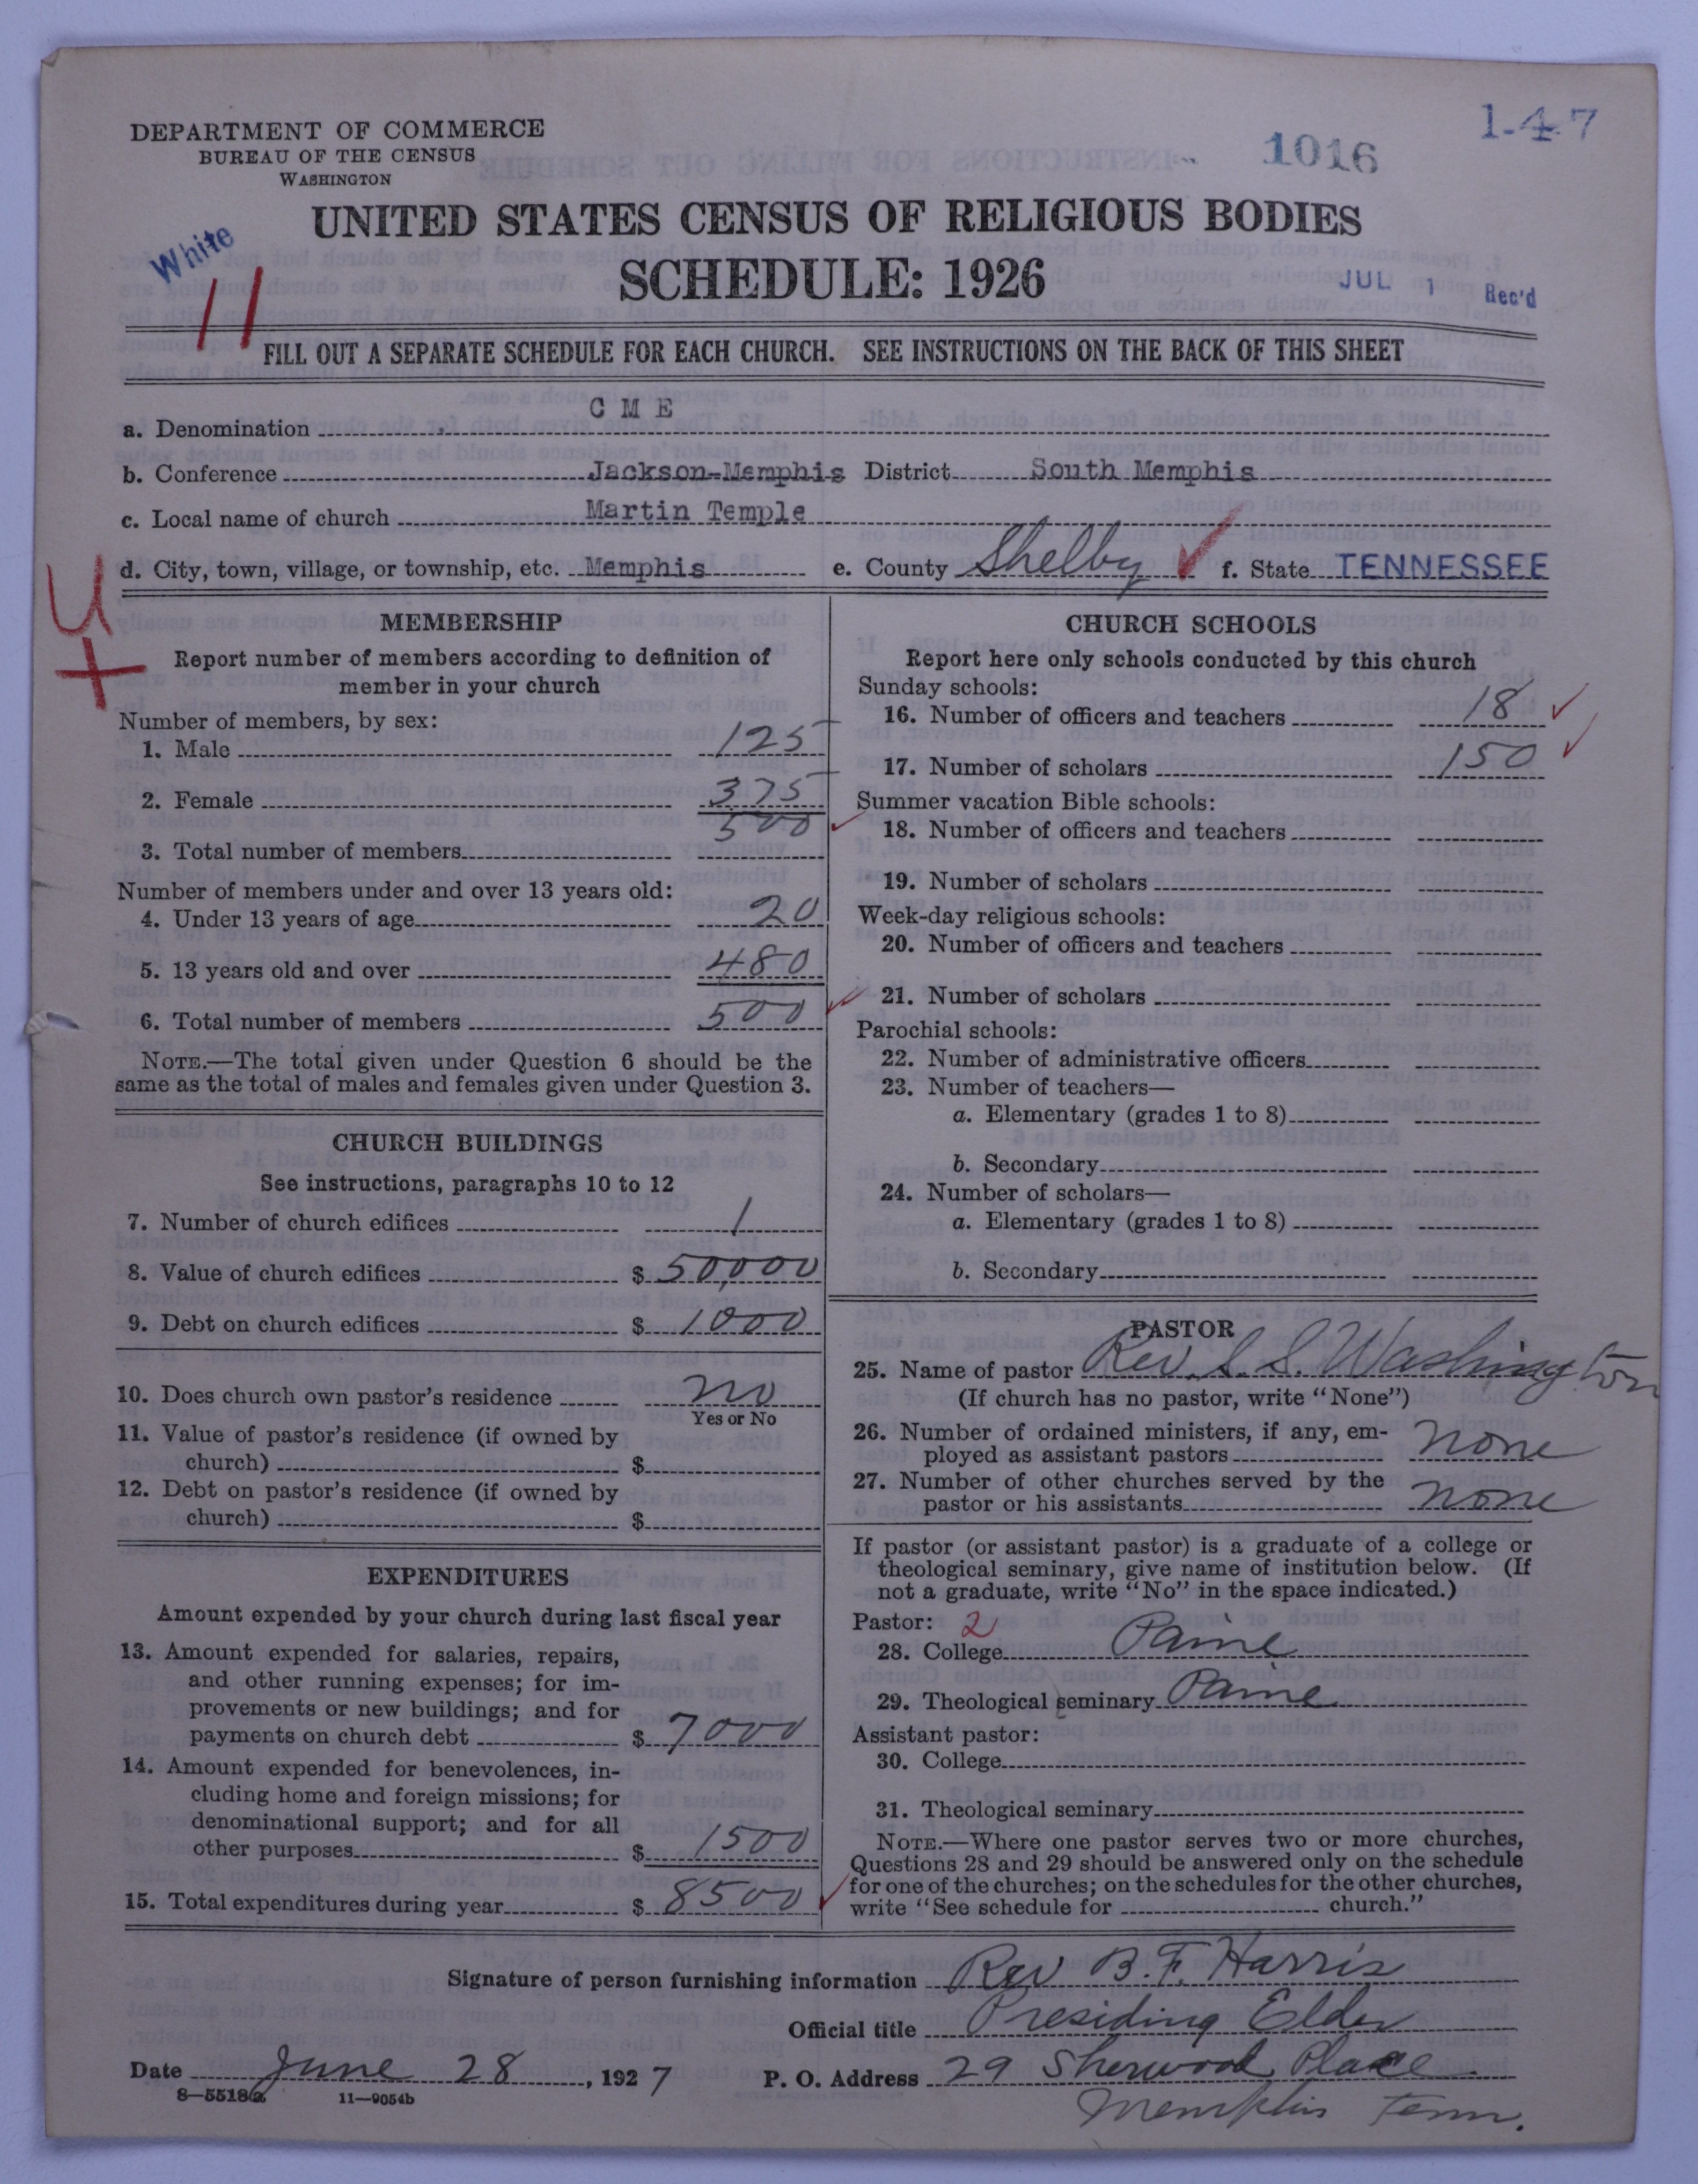 DEPARTMENT OF COMMERCE
BUREAU OF THE CENSUS
WASHINGTON
1016
1-47
UNITED STATES CENSUS OF RELIGIOUS BODIES
White
SCHEDULE: 1926
JUL 1 Rec'd
11
FILL OUT A SEPARATE SCHEDULE FOR EACH CHURCH. SEE INSTRUCTIONS ON THE BACK OF THIS SHEET
a. Denomination C M E
b. Conference Jackson-Memphis District South Memphis
c. Local name of church Martin Temple
d. City, town, village, or township, etc. Memphis e. County Shelby f. State TENNESSEE
MEMBERSHIP
Report number of members according to definition of
member in your church
Number of members, by sex:
1. Male 125
2. Female 375
3. Total number of members 500
Number of members under and over 13 years old:
4. Under 13 years of age 20
5. 13 years old and over 480
6. Total number of members 500
NOTE.—The total given under Question 6 should be the
same as the total of males and females given under Question 3.
CHURCH BUILDINGS
See instructions, paragraphs 10 to 12
7. Number of church edifices 1
8. Value of church edifices $ 50,000
9. Debt on church edifices $ 1000
10. Does church own pastor's residence no
Yes or No
11. Value of pastor's residence (if owned by
church) $
12. Debt on pastor's residence (if owned by
church) $
EXPENDITURES
Amount expended by your church during last fiscal year
13. Amount expended for salaries, repairs,
and other running expenses; for im-
provements or new buildings; and for
payments on church debt $ 7000
14. Amount expended for benevolences, in-
cluding home and foreign missions; for
denominational support; and for all
other purposes $ 1500
15. Total expenditures during year $ 8500
CHURCH SCHOOLS
Report here only schools conducted by this church
Sunday schools:
16. Number of officers and teachers 18
17. Number of scholars 150
Summer vacation Bible schools:
18. Number of officers and teachers
19. Number of scholars
Week-day religious schools:
20. Number of officers and teachers
21. Number of scholars
Parochial schools:
22. Number of administrative officers
23. Number of teachers—
a. Elementary (grades 1 to 8)
b. Secondary
24. Number of scholars—
a. Elementary (grades 1 to 8)
b. Secondary
PASTOR
25. Name of pastor Rev. S. S. Washington
(If church has no pastor, write "None")
26. Number of ordained ministers, if any, em-
ployed as assistant pastors none
27. Number of other churches served by the
pastor or his assistants none
If pastor (or assistant pastor) is a graduate of a college or
theological seminary, give name of institution below. (If
not a graduate, write "No" in the space indicated.)
Pastor: 2
28. College Paine
29. Theological seminary Paine
Assistant pastor:
30. College
31. Theological seminary
NOTE.—Where one pastor serves two or more churches,
Questions 28 and 29 should be answered only on the schedule
for one of the churches; on the schedules for the other churches,
write "See schedule for church."
Signature of person furnishing information Rev B. F. Harris
Official title Presiding Elder
Date June 28, 1927 P. O. Address 29 Sherwood Place
8—5518a 11—9054b
Memphis Tenn.